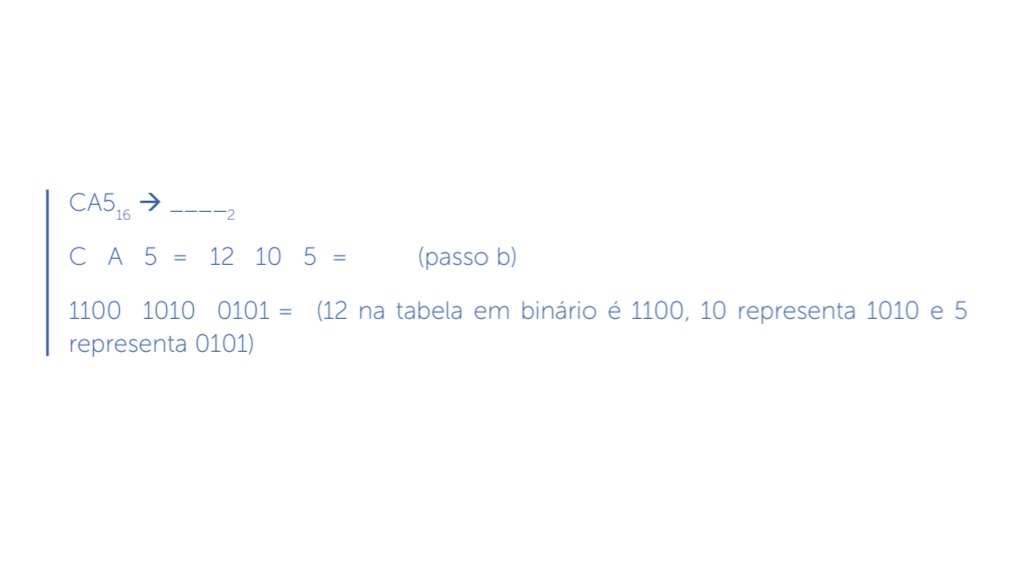 CA5₁₆ → ____₂
C A 5 = 12 10 5 = (passo b)
1100 1010 0101 = (12 na tabela em binário é 1100, 10 representa 1010 e 5
representa 0101)